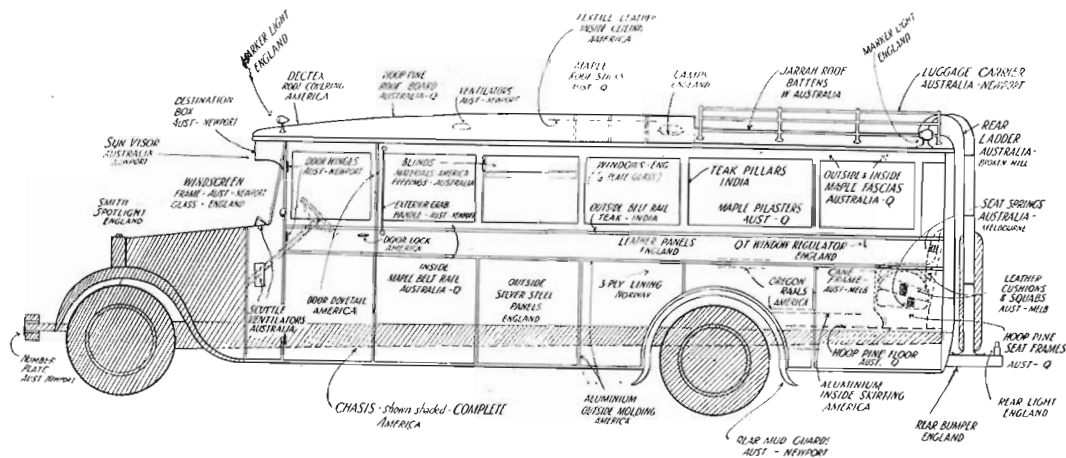 MARKER LIGHT
ENGLAND
DECTEX
ROOF COVERING
AMERICA
HOOP PINE
ROOF BOARD
AUSTRALIA-Q
VENTILATORS
AUST-NEWPORT
TEXTILE LEATHER
INSIDE CEILING
AMERICA
MAPLE
ROOF STICKS
AUST Q
LAMPS
ENGLAND
JARRAH ROOF
BATTENS
W AUSTRALIA
MARKER LIGHT
ENGLAND
LUGGAGE CARRIER
AUSTRALIA-NEWPORT
DESTINATION
BOX
AUST-NEWPORT
SUN VISOR
AUSTRALIA
NEWPORT
WINDSCREEN
FRAME-AUST-NEWPORT
GLASS-ENGLAND
SMITH
SPOTLIGHT
ENGLAND
DOOR HINGES
AUST-NEWPORT
BLINDS
MATERIALS AMERICA
FITTINGS-AUSTRALIA
EXTERIOR GRAB
HANDLE-AUST-NEWPORT
DOOR LOCK
AMERICA
WINDOWS-ENG
PLATE GLASS)
OUTSIDE BELT RAIL
TEAK-INDIA
TEAK PILLARS
INDIA
MAPLE PILASTERS
AUST-Q
OUTSIDE & INSIDE
MAPLE FASCIAS
AUSTRALIA-Q
REAR
LADDER
AUSTRALIA-
BROKEN HILL
SEAT SPRINGS
AUSTRALIA-
MELBOURNE
LEATHER PANELS
ENGLAND
QT WINDOW REGULATOR
ENGLAND
INSIDE
MAPLE BELT RAIL
AUSTRALIA-Q
OUTSIDE
SILVER STEEL
PANELS
ENGLAND
3 PLY LINING
NORWAY
OREGON
RAILS
AMERICA
CANE
FRAME-
AUST-MELB
LEATHER
CUSHIONS
& SQUABS
AUST-MELB
SCUTTLE
VENTILATORS
AUSTRALIA
DOOR DOVETAIL
AMERICA
HOOP PINE FLOOR
AUST. Q
HOOP PINE
SEAT FRAMES
AUST-Q
NUMBER
PLATE
AUST NEWPORT
CHASIS-shown shaded-COMPLETE
AMERICA
ALUMINIUM
OUTSIDE MOLDING
AMERICA
REAR MUD GUARDS
AUST-NEWPORT
ALUMINIUM
INSIDE SKIRTING
AMERICA
REAR BUMPER
ENGLAND
REAR LIGHT
ENGLAND